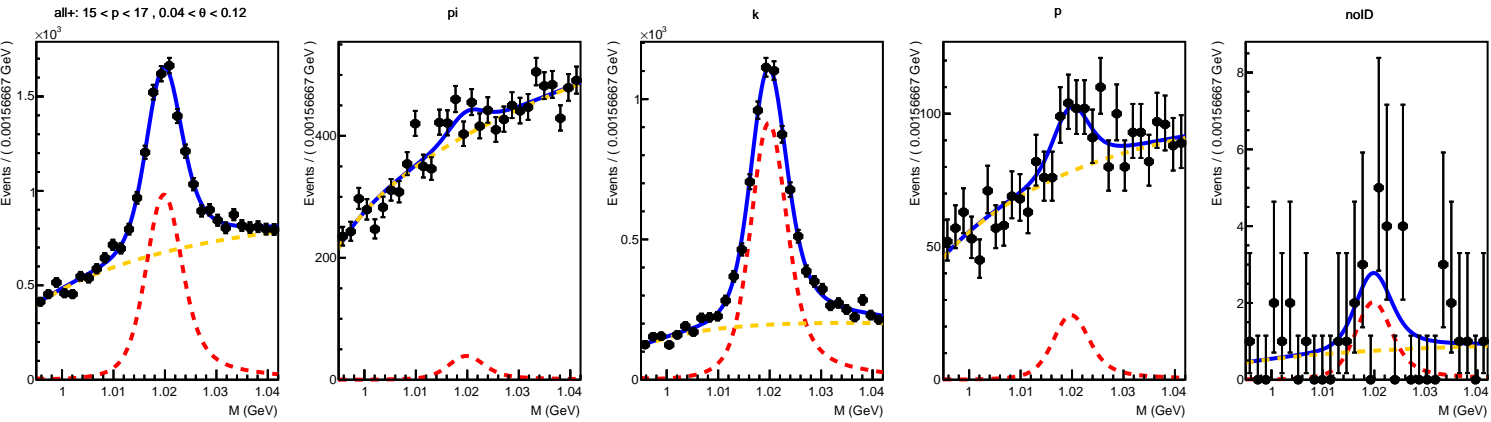 all+: 15 < p < 17 , 0.04 < θ < 0.12
×10³
Events / ( 0.00156667 GeV )
1.5
1
0.5
0
1 1.01 1.02 1.03 1.04
M (GeV)
pi
Events / ( 0.00156667 GeV )
400
200
0
1 1.01 1.02 1.03 1.04
M (GeV)
k
×10³
Events / ( 0.00156667 GeV )
1
0.5
0
1 1.01 1.02 1.03 1.04
M (GeV)
p
Events / ( 0.00156667 GeV )
100
50
0
1 1.01 1.02 1.03 1.04
M (GeV)
noID
Events / ( 0.00156667 GeV )
8
6
4
2
0
1 1.01 1.02 1.03 1.04
M (GeV)